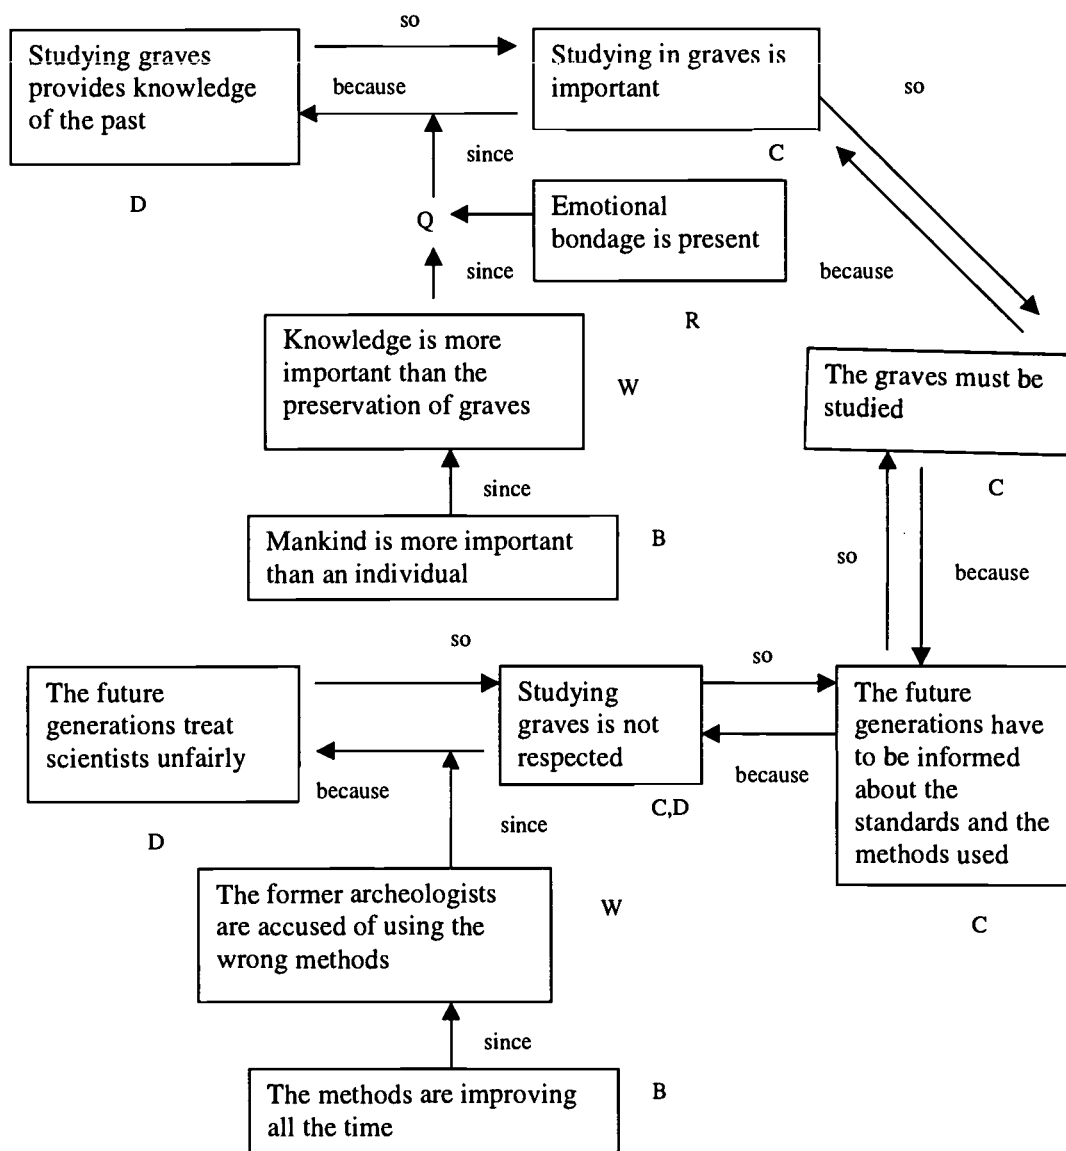 so
Studying graves
provides knowledge
of the past
because
Studying in graves is
important
so
since
C
D
Q
Emotional
bondage is present
since
because
R
Knowledge is more
important than the
preservation of graves
W
The graves must be
studied
C
since
Mankind is more important
than an individual
B
so
because
so
so
The future
generations treat
scientists unfairly
Studying
graves is not
respected
The future
generations have
to be informed
about the
standards and the
methods used
because
because
C,D
D
since
The former archeologists
are accused of using the
wrong methods
W
C
since
The methods are improving
all the time
B